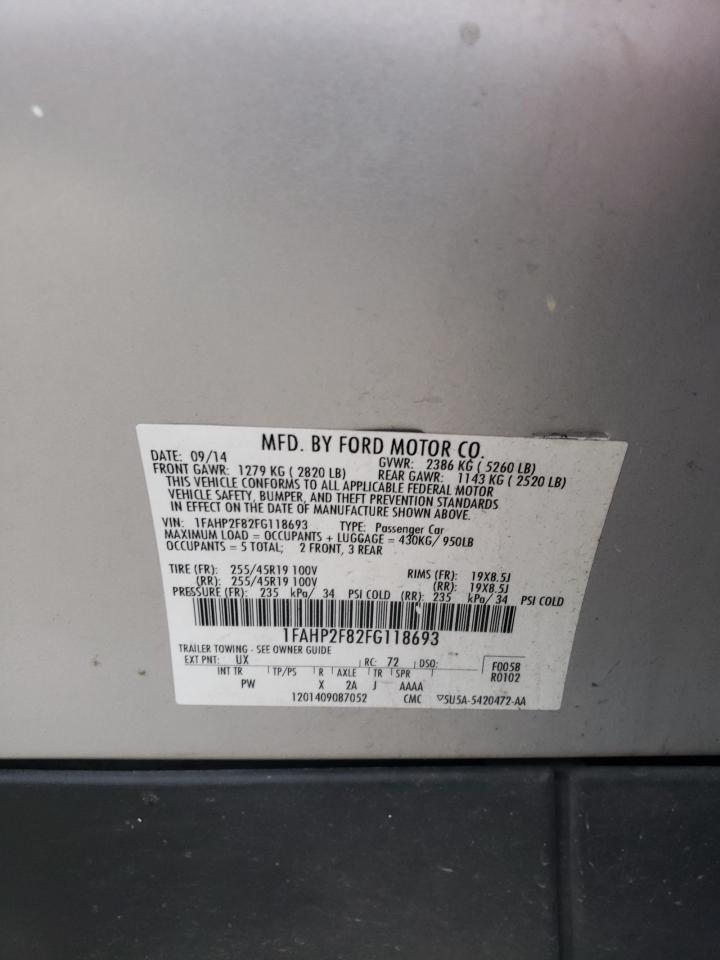 MFD. BY FORD MOTOR CO.
DATE: 09/14 GVWR: 2386 KG ( 5260 LB)
FRONT GAWR: 1279 KG ( 2820 LB) REAR GAWR: 1143 KG ( 2520 LB)
THIS VEHICLE CONFORMS TO ALL APPLICABLE FEDERAL MOTOR
VEHICLE SAFETY, BUMPER, AND THEFT PREVENTION STANDARDS
IN EFFECT ON THE DATE OF MANUFACTURE SHOWN ABOVE.
VIN: 1FAHP2F82FG118693 TYPE: Passenger Car
MAXIMUM LOAD = OCCUPANTS + LUGGAGE = 430KG/ 950LB
OCCUPANTS = 5 TOTAL; 2 FRONT, 3 REAR
TIRE (FR): 255/45R19 100V RIMS (FR): 19X8.5J
(RR): 255/45R19 100V (RR): 19X8.5J
PRESSURE (FR): 235 kPa/ 34 PSI COLD (RR): 235 kPa/ 34 PSI COLD
1FAHP2F82FG118693
TRAILER TOWING - SEE OWNER GUIDE
EXT PNT: UX RC: 72 DSO: F005B
INT TR TP/PS R AXLE TR SPR R0102
PW X 2A J AAAA
1201409087052 CMC ▽5U5A-5420472-AA